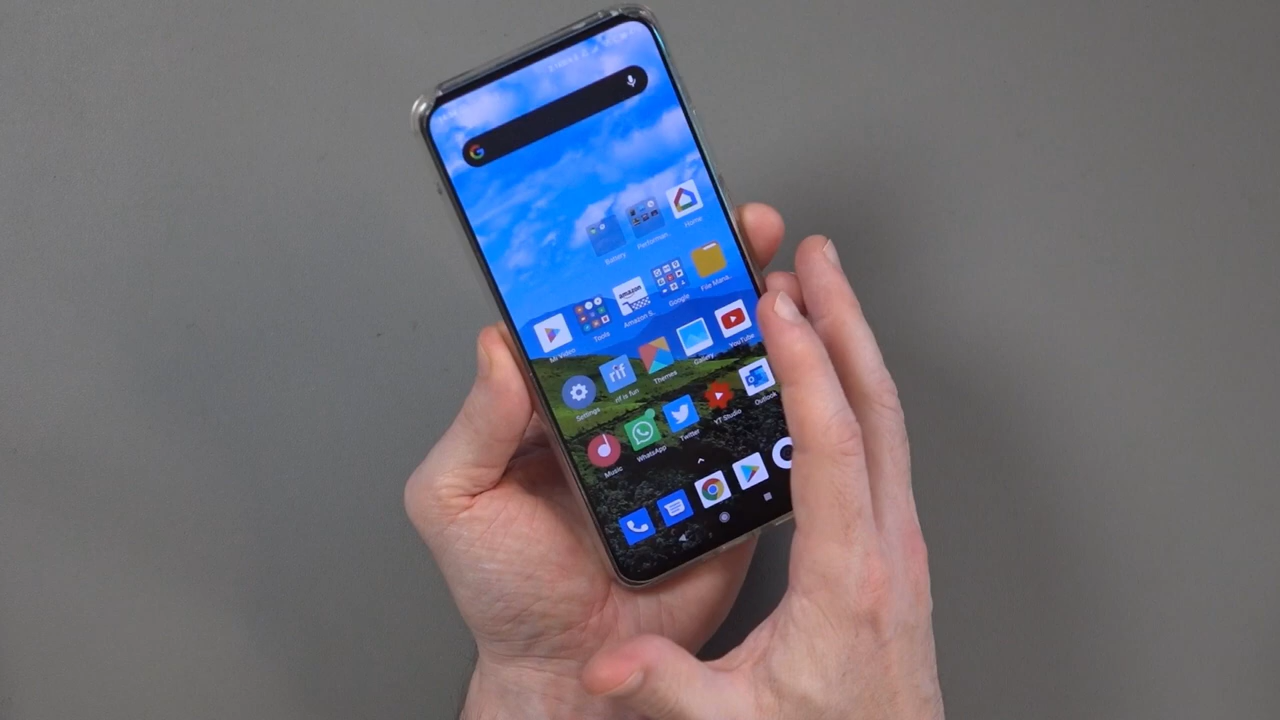 Battery
Performan...
Home
Mi Video
Tools
amazon
Amazon S...
Google
File Mana...
Settings
rif
rif is fun
Themes
Gallery
YouTube
Music
WhatsApp
Twitter
YT Studio
Outlook